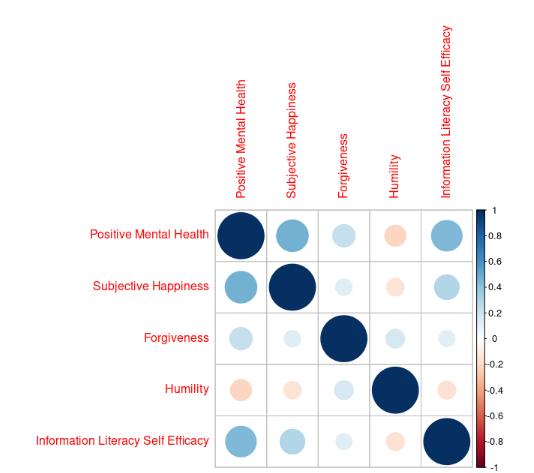 Positive Mental Health
Subjective Happiness
Forgiveness
Humility
Information Literacy Self Efficacy
Positive Mental Health
Subjective Happiness
Forgiveness
Humility
Information Literacy Self Efficacy
1
0.8
0.6
0.4
0.2
0
-0.2
-0.4
-0.6
-0.8
-1